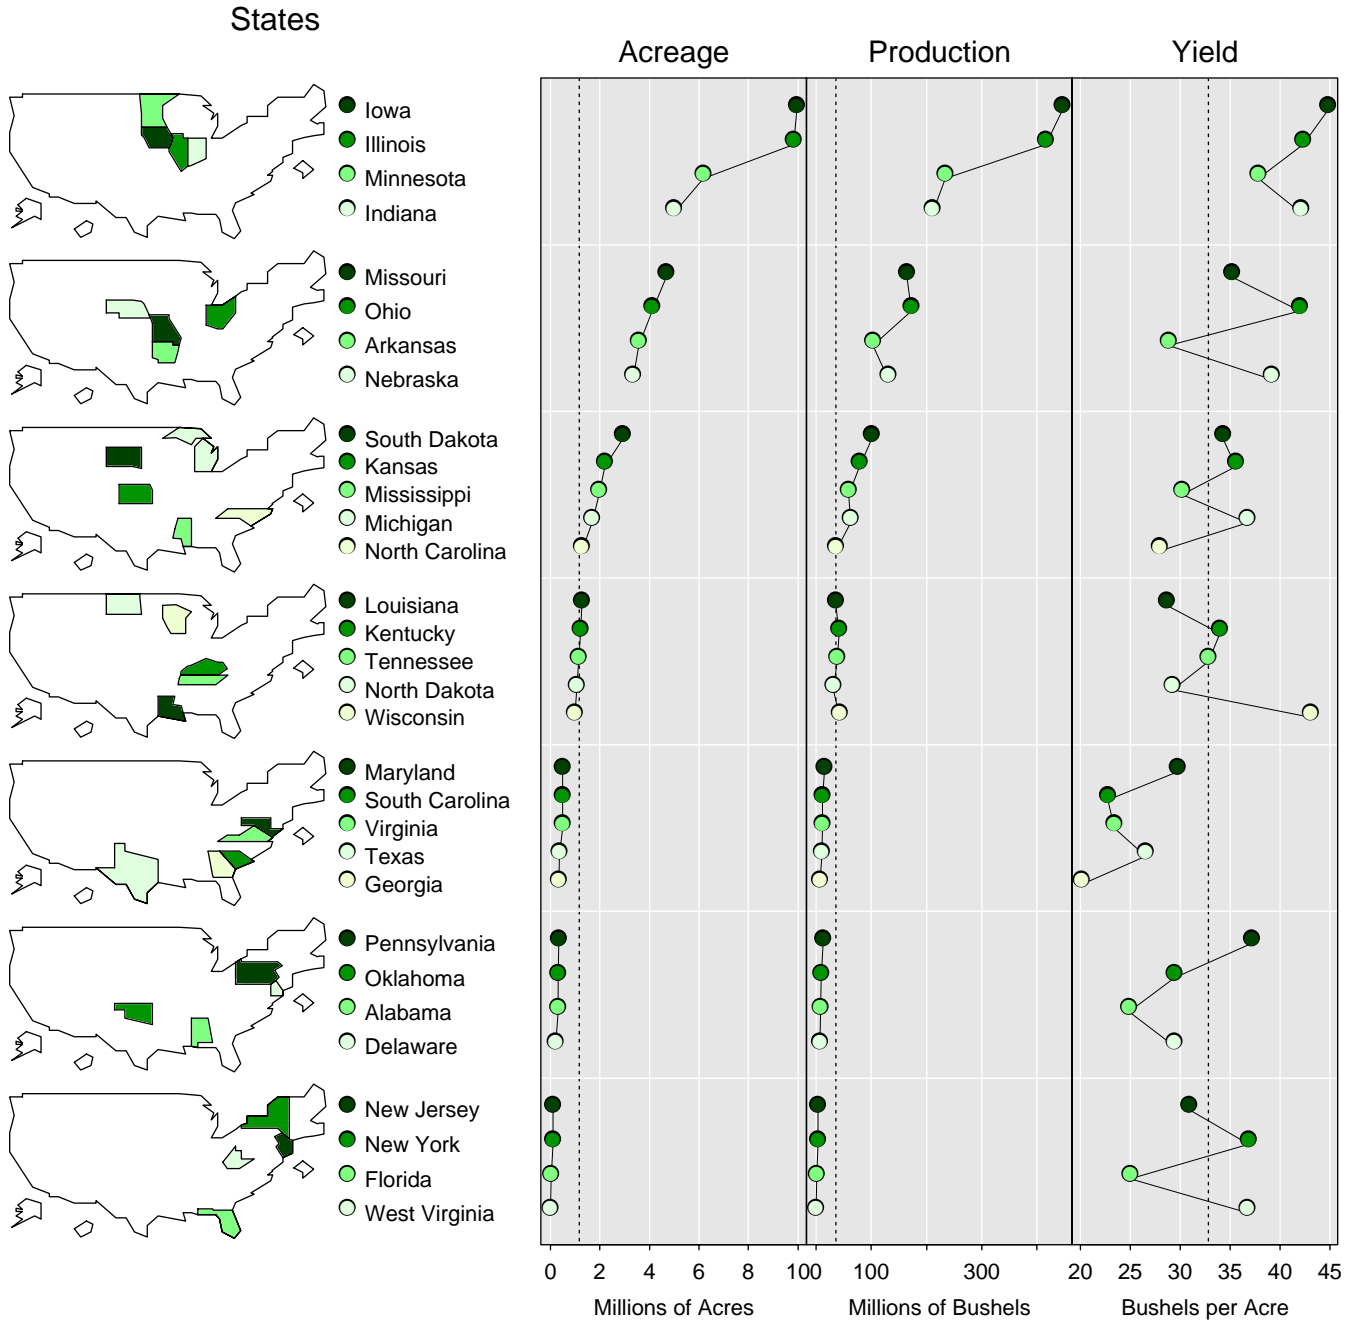 States
Acreage
Production
Yield
Iowa
Illinois
Minnesota
Indiana
Missouri
Ohio
Arkansas
Nebraska
South Dakota
Kansas
Mississippi
Michigan
North Carolina
Louisiana
Kentucky
Tennessee
North Dakota
Wisconsin
Maryland
South Carolina
Virginia
Texas
Georgia
Pennsylvania
Oklahoma
Alabama
Delaware
New Jersey
New York
Florida
West Virginia
0 2 4 6 8 10 0 100 300 20 25 30 35 40 45
Millions of Acres
Millions of Bushels
Bushels per Acre